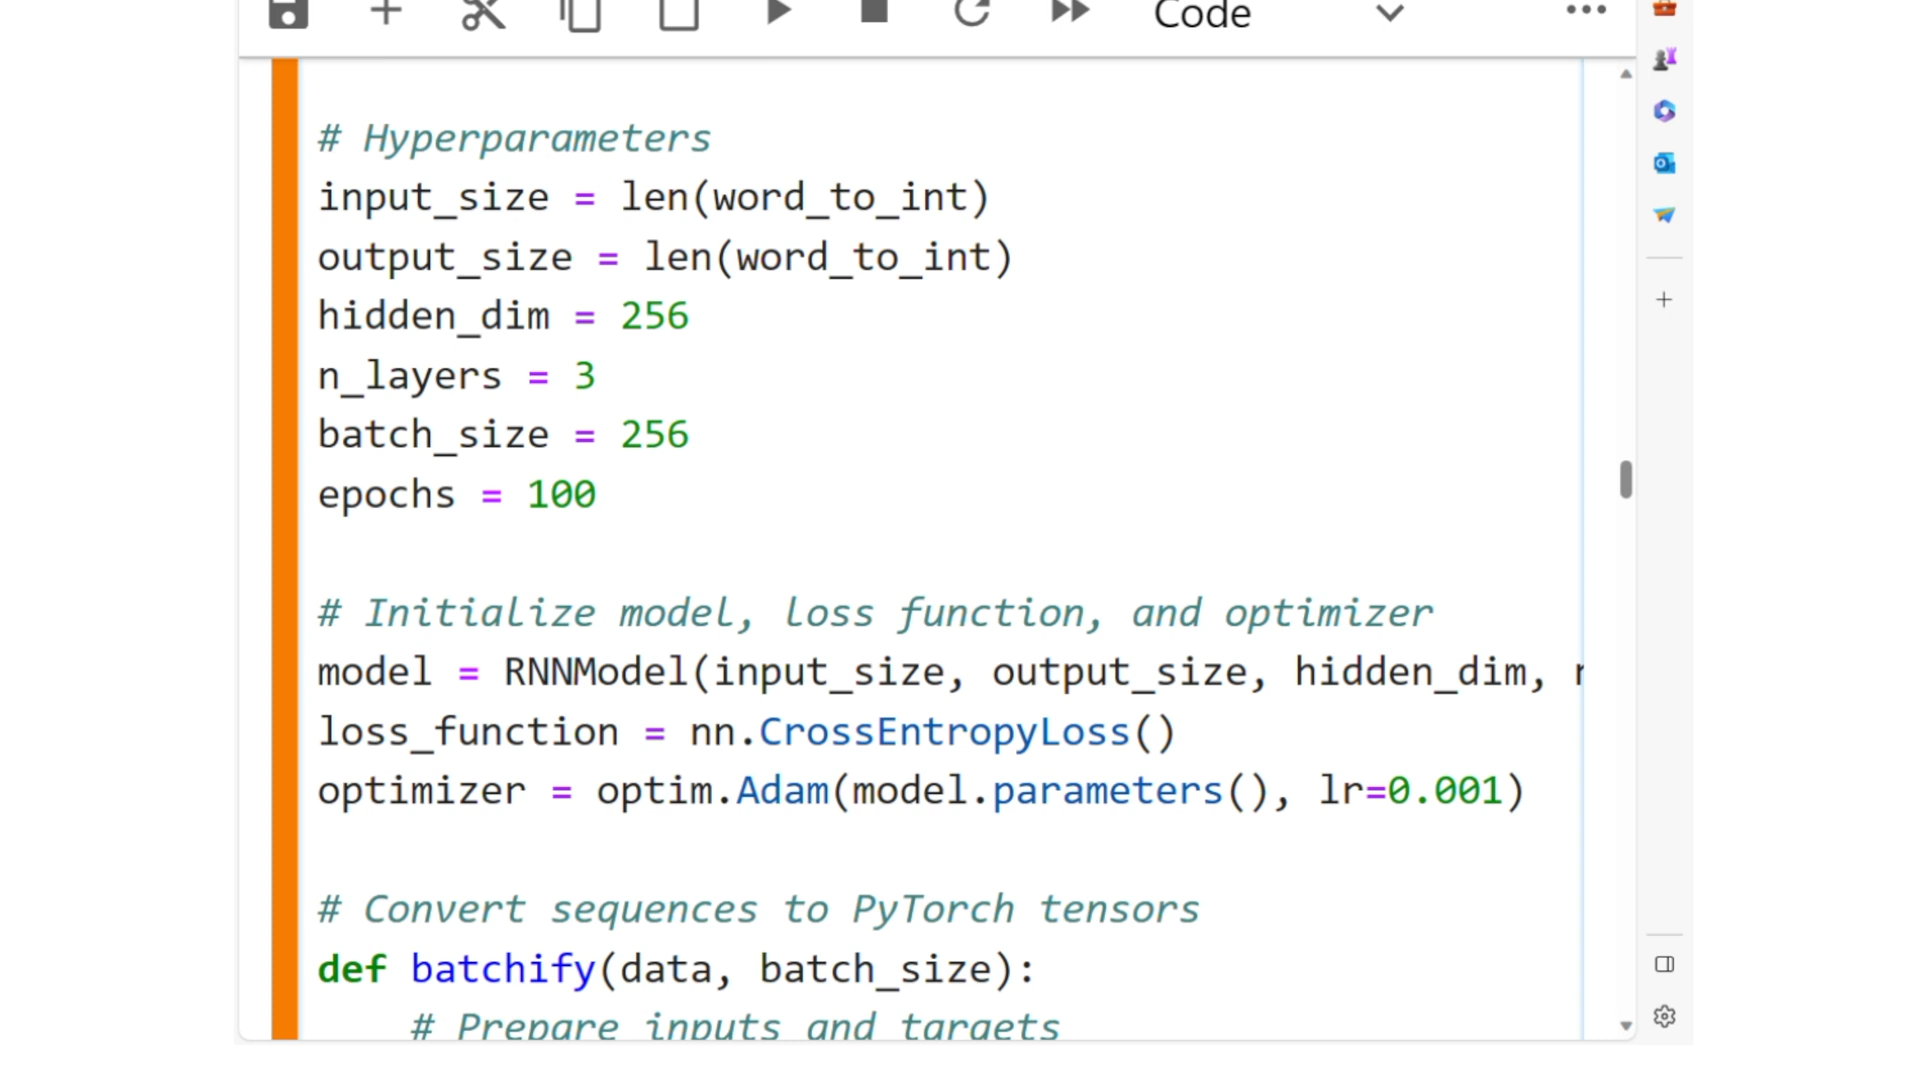 Code
# Hyperparameters
input_size = len(word_to_int)
output_size = len(word_to_int)
hidden_dim = 256
n_layers = 3
batch_size = 256
epochs = 100
# Initialize model, loss function, and optimizer
model = RNNModel(input_size, output_size, hidden_dim,
loss_function = nn.CrossEntropyLoss()
optimizer = optim.Adam(model.parameters(), lr=0.001)
# Convert sequences to PyTorch tensors
def batchify(data, batch_size):
# Prepare inputs and targets